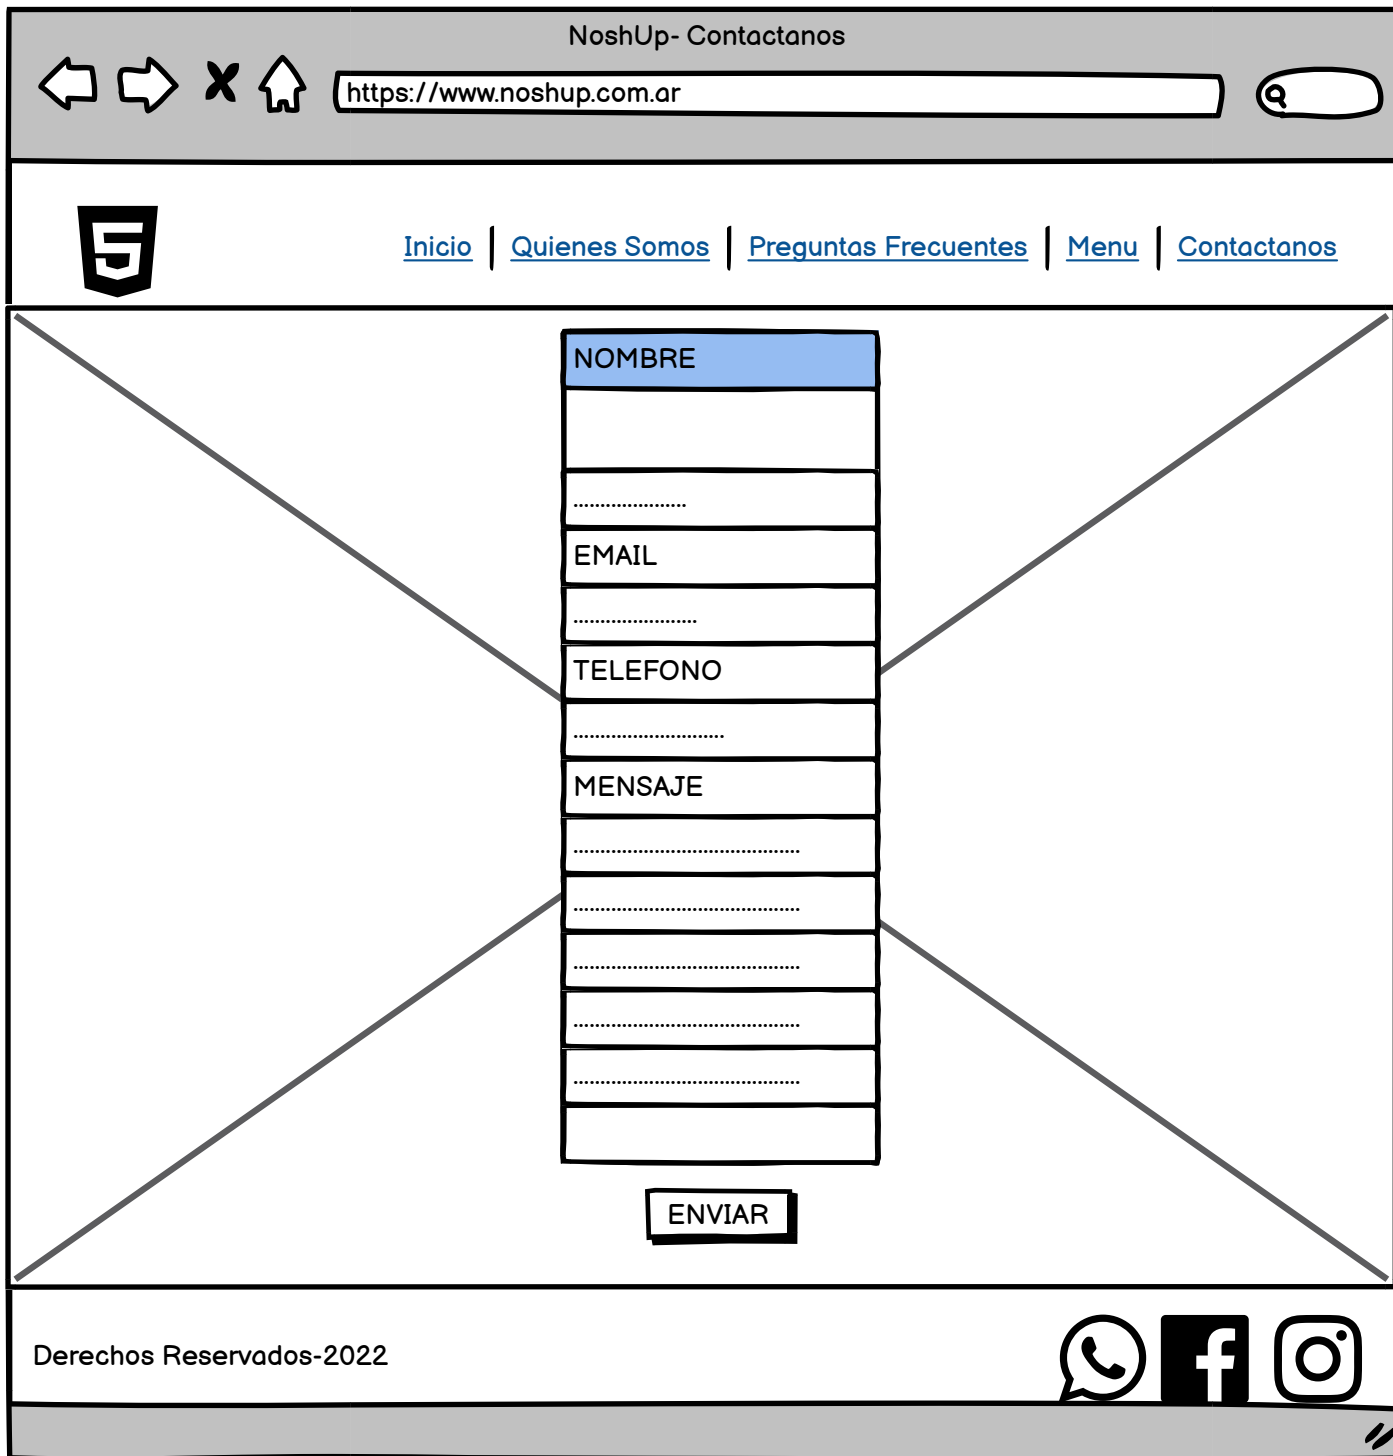 NoshUp- Contactanos
https://www.noshup.com.ar
Inicio | Quienes Somos | Preguntas Frecuentes | Menu | Contactanos
NOMBRE
.....................
EMAIL
.......................
TELEFONO
............................
MENSAJE
..........................................
..........................................
..........................................
..........................................
..........................................
ENVIAR
Derechos Reservados-2022